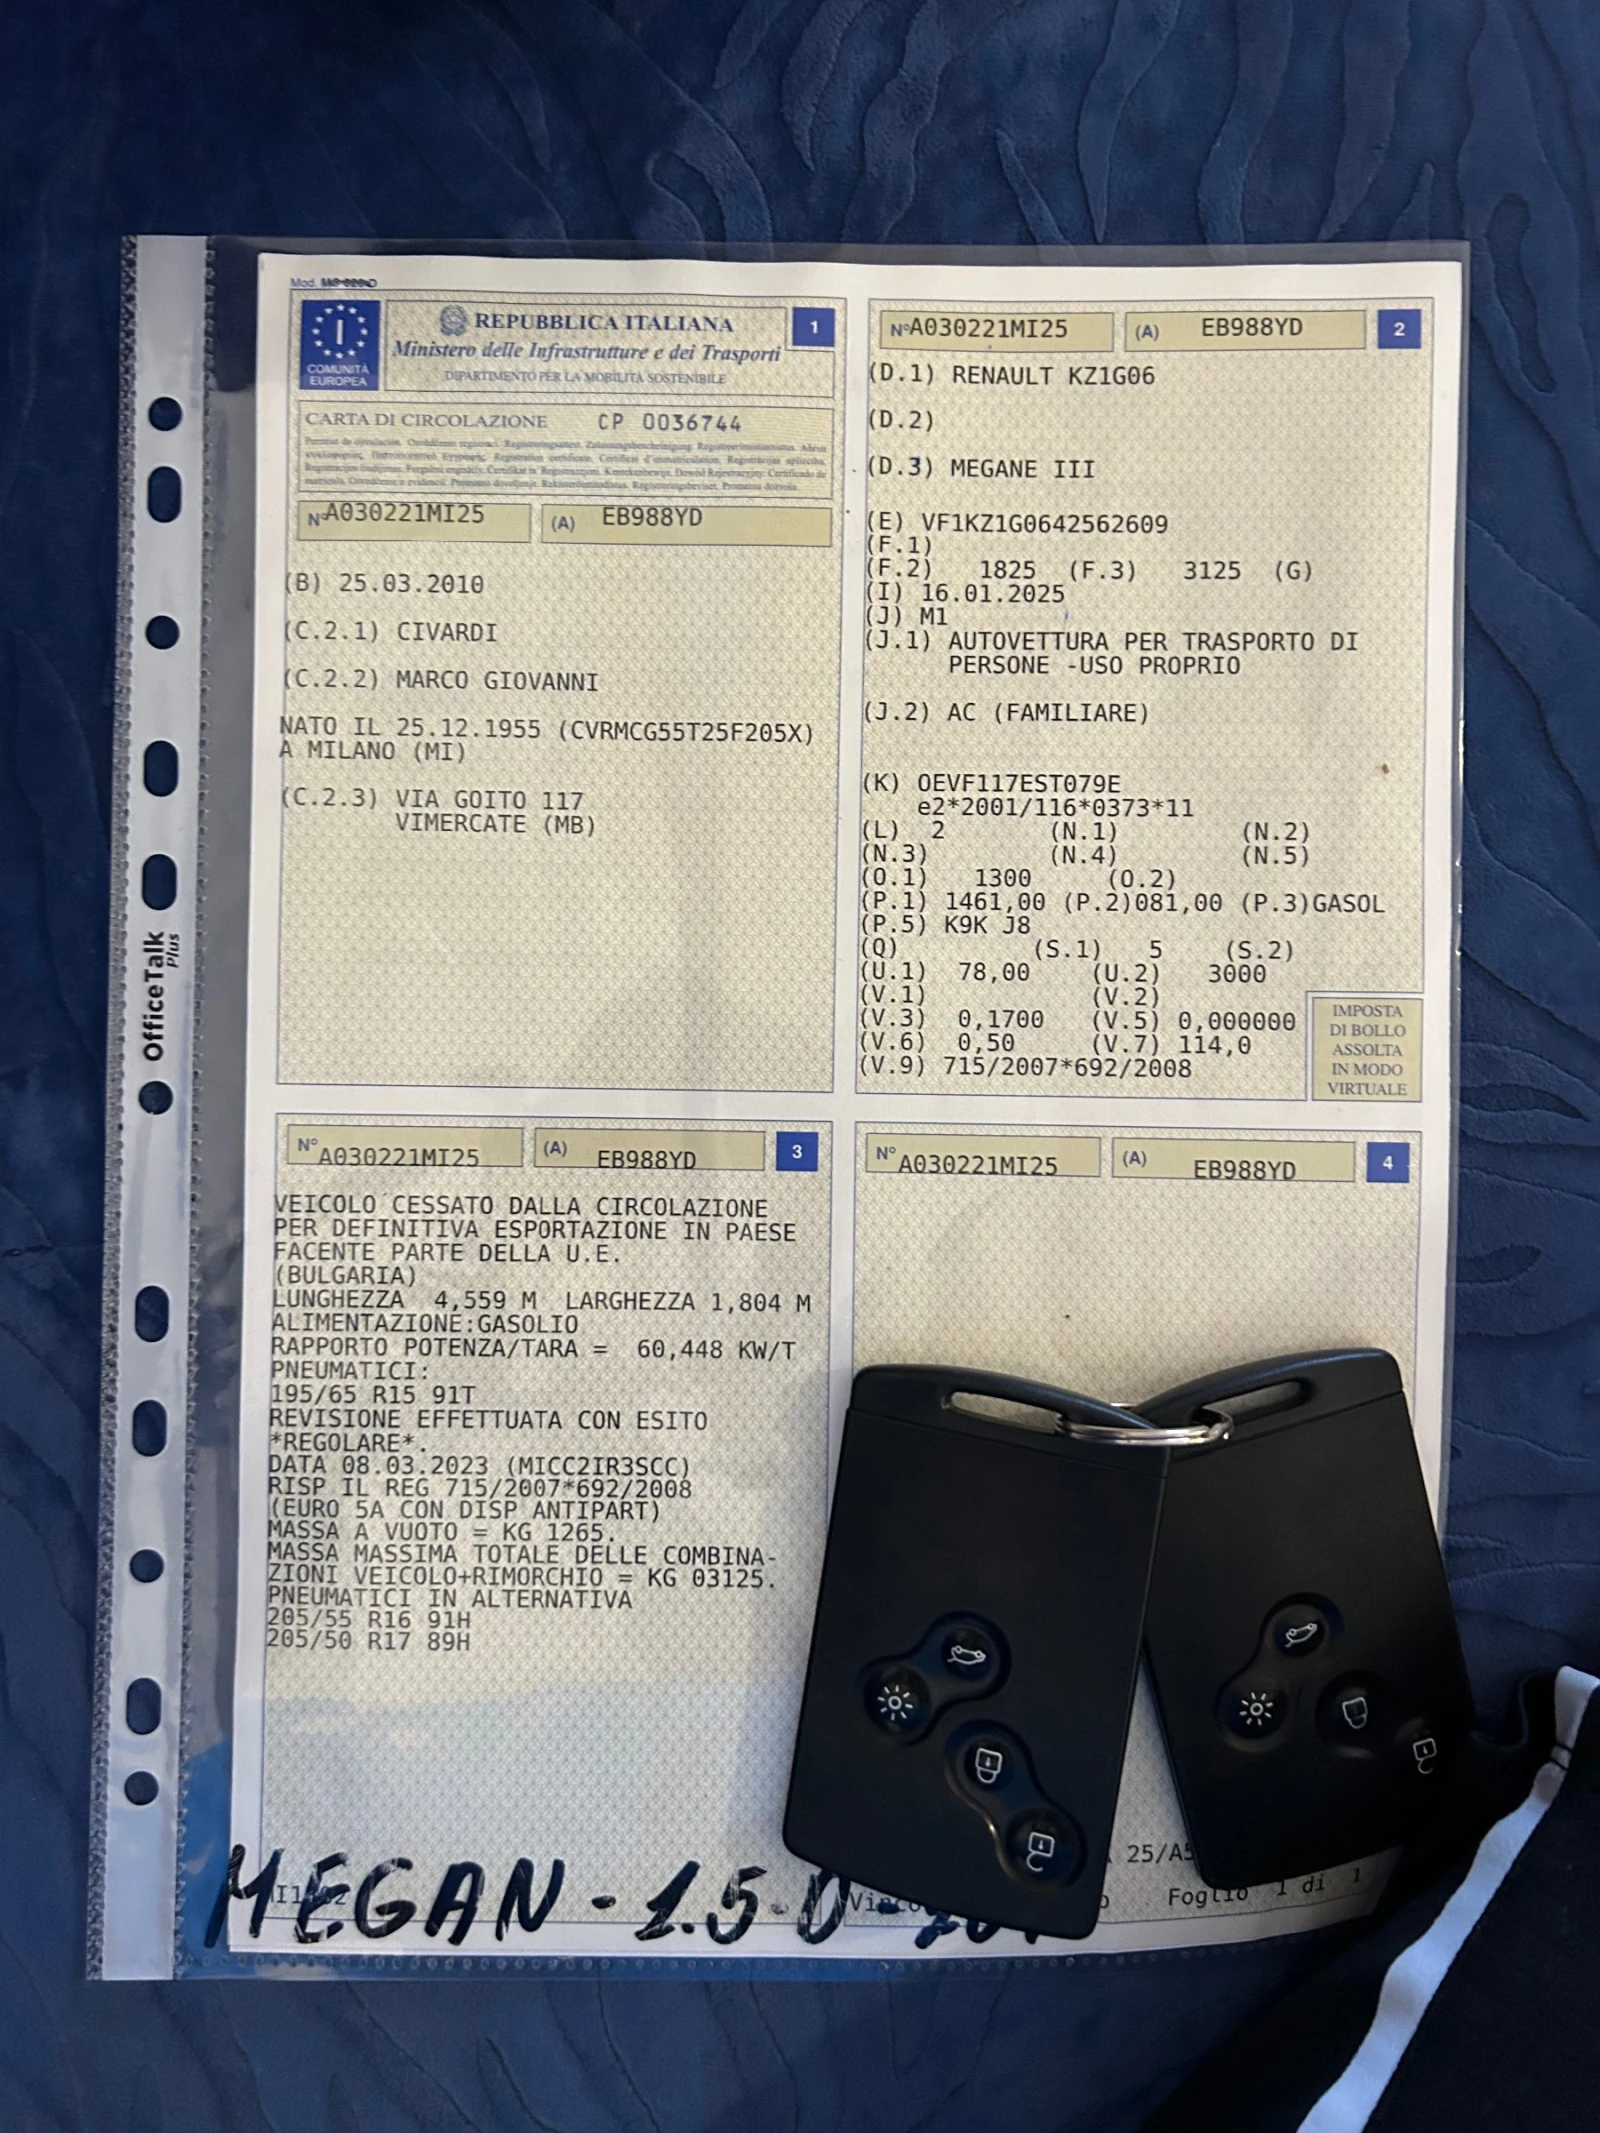 Mod.
I
COMUNITÀ
EUROPEA
REPUBBLICA ITALIANA
Ministero delle Infrastrutture e dei Trasporti
DIPARTIMENTO PER LA MOBILITÀ SOSTENIBILE
1
CARTA DI CIRCOLAZIONE CP 0036744
N° A030221MI25 (A) EB988YD
(B) 25.03.2010
(C.2.1) CIVARDI
(C.2.2) MARCO GIOVANNI
NATO IL 25.12.1955 (CVRMCG55T25F205X)
A MILANO (MI)
(C.2.3) VIA GOITO 117
VIMERCATE (MB)
N° A030221MI25 (A) EB988YD 2
(D.1) RENAULT KZ1G06
(D.2)
(D.3) MEGANE III
(E) VF1KZ1G0642562609
(F.1)
(F.2) 1825 (F.3) 3125 (G)
(I) 16.01.2025
(J) M1
(J.1) AUTOVETTURA PER TRASPORTO DI
PERSONE -USO PROPRIO
(J.2) AC (FAMILIARE)
(K) OEVF117EST079E
e2*2001/116*0373*11
(L) 2 (N.1) (N.2)
(N.3) (N.4) (N.5)
(O.1) 1300 (O.2)
(P.1) 1461,00 (P.2)081,00 (P.3)GASOL
(P.5) K9K J8
(Q) (S.1) 5 (S.2)
(U.1) 78,00 (U.2) 3000
(V.1) (V.2)
(V.3) 0,1700 (V.5) 0,000000
(V.6) 0,50 (V.7) 114,0
(V.9) 715/2007*692/2008
IMPOSTA
DI BOLLO
ASSOLTA
IN MODO
VIRTUALE
N° A030221MI25 (A) EB988YD 3
VEICOLO CESSATO DALLA CIRCOLAZIONE
PER DEFINITIVA ESPORTAZIONE IN PAESE
FACENTE PARTE DELLA U.E.
(BULGARIA)
LUNGHEZZA 4,559 M LARGHEZZA 1,804 M
ALIMENTAZIONE:GASOLIO
RAPPORTO POTENZA/TARA = 60,448 KW/T
PNEUMATICI:
195/65 R15 91T
REVISIONE EFFETTUATA CON ESITO
*REGOLARE*.
DATA 08.03.2023 (MICC2IR3SCC)
RISP IL REG 715/2007*692/2008
(EURO 5A CON DISP ANTIPART)
MASSA A VUOTO = KG 1265.
MASSA MASSIMA TOTALE DELLE COMBINA-
ZIONI VEICOLO+RIMORCHIO = KG 03125.
PNEUMATICI IN ALTERNATIVA
205/55 R16 91H
205/50 R17 89H
N° A030221MI25 (A) EB988YD 4
25/A5
Foglio 1 di 1
MEGAN - 1.5 D
OfficeTalk
Plus